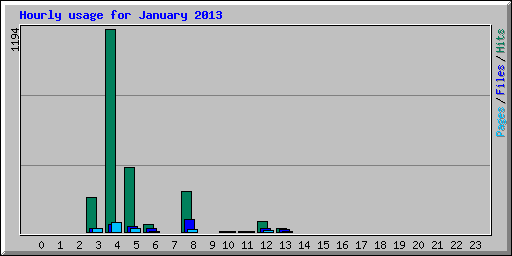 Hourly usage for January 2013
1194
Pages/Files/Hits
0 1 2 3 4 5 6 7 8 9 10 11 12 13 14 15 16 17 18 19 20 21 22 23